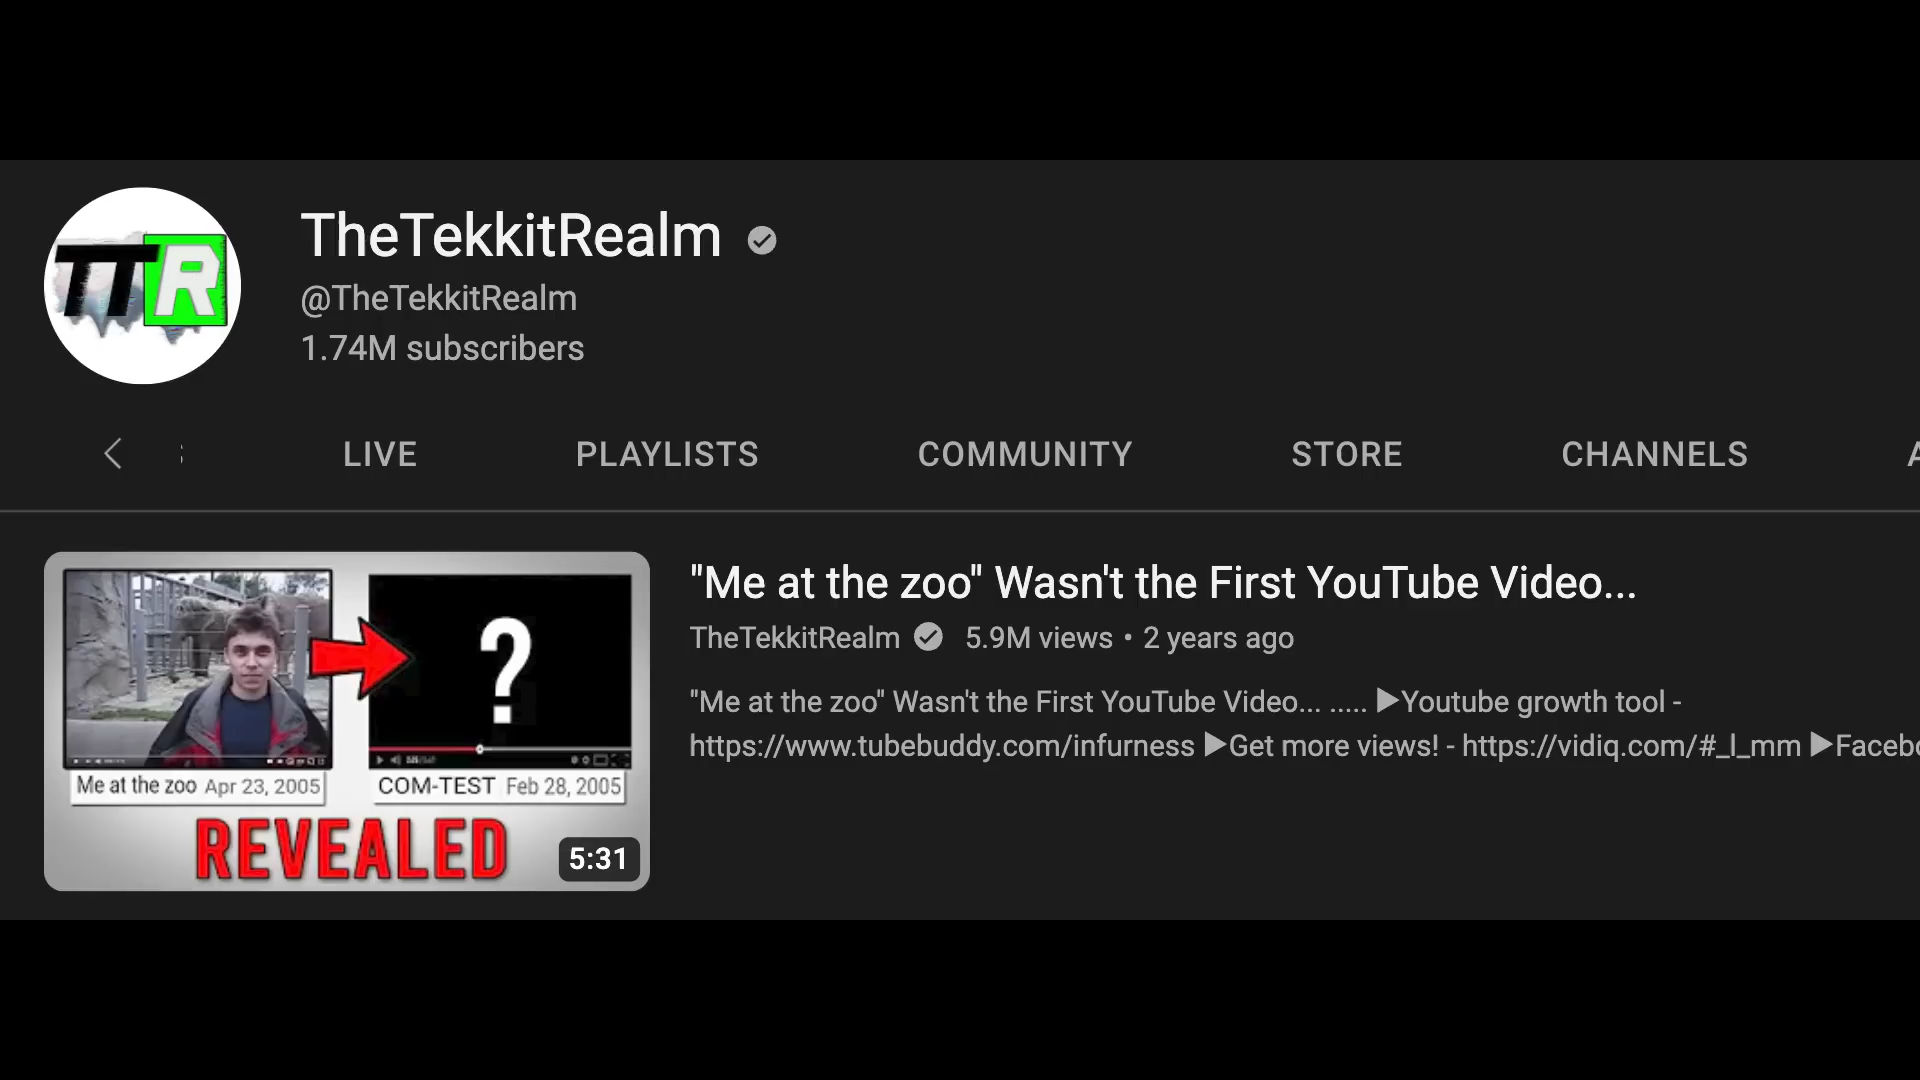 TTR
TheTekkitRealm
@TheTekkitRealm
1.74M subscribers
LIVE PLAYLISTS COMMUNITY STORE CHANNELS
"Me at the zoo" Wasn't the First YouTube Video...
TheTekkitRealm 5.9M views • 2 years ago
"Me at the zoo" Wasn't the First YouTube Video... ..... ▶Youtube growth tool -
https://www.tubebuddy.com/infurness ▶Get more views! - https://vidiq.com/#_l_mm ▶Facebo
?
Me at the zoo Apr 23, 2005
COM-TEST Feb 28, 2005
REVEALED
5:31